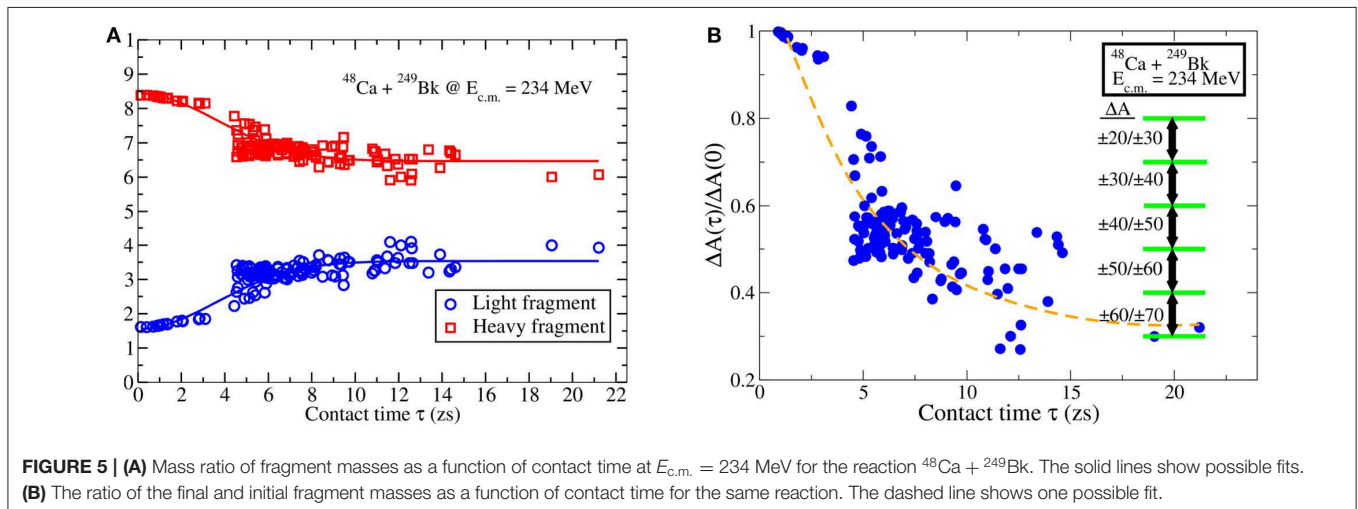 A
⁴⁸Ca + ²⁴⁹Bk @ E_c.m. = 234 MeV
9
8
7
6
5
4
3
2
1
0
1
Light fragment
Heavy fragment
0 2 4 6 8 10 12 14 16 18 20 22
Contact time τ (zs)
B
ΔA(τ)/ΔA(0)
1
0.8
0.6
0.4
0.2
⁴⁸Ca + ²⁴⁹Bk
E_c.m. = 234 MeV
ΔA
±20/±30
±30/±40
±40/±50
±50/±60
±60/±70
5 10 15 20
Contact time τ (zs)
FIGURE 5 | (A) Mass ratio of fragment masses as a function of contact time at E_c.m. = 234 MeV for the reaction ⁴⁸Ca + ²⁴⁹Bk. The solid lines show possible fits.
(B) The ratio of the final and initial fragment masses as a function of contact time for the same reaction. The dashed line shows one possible fit.